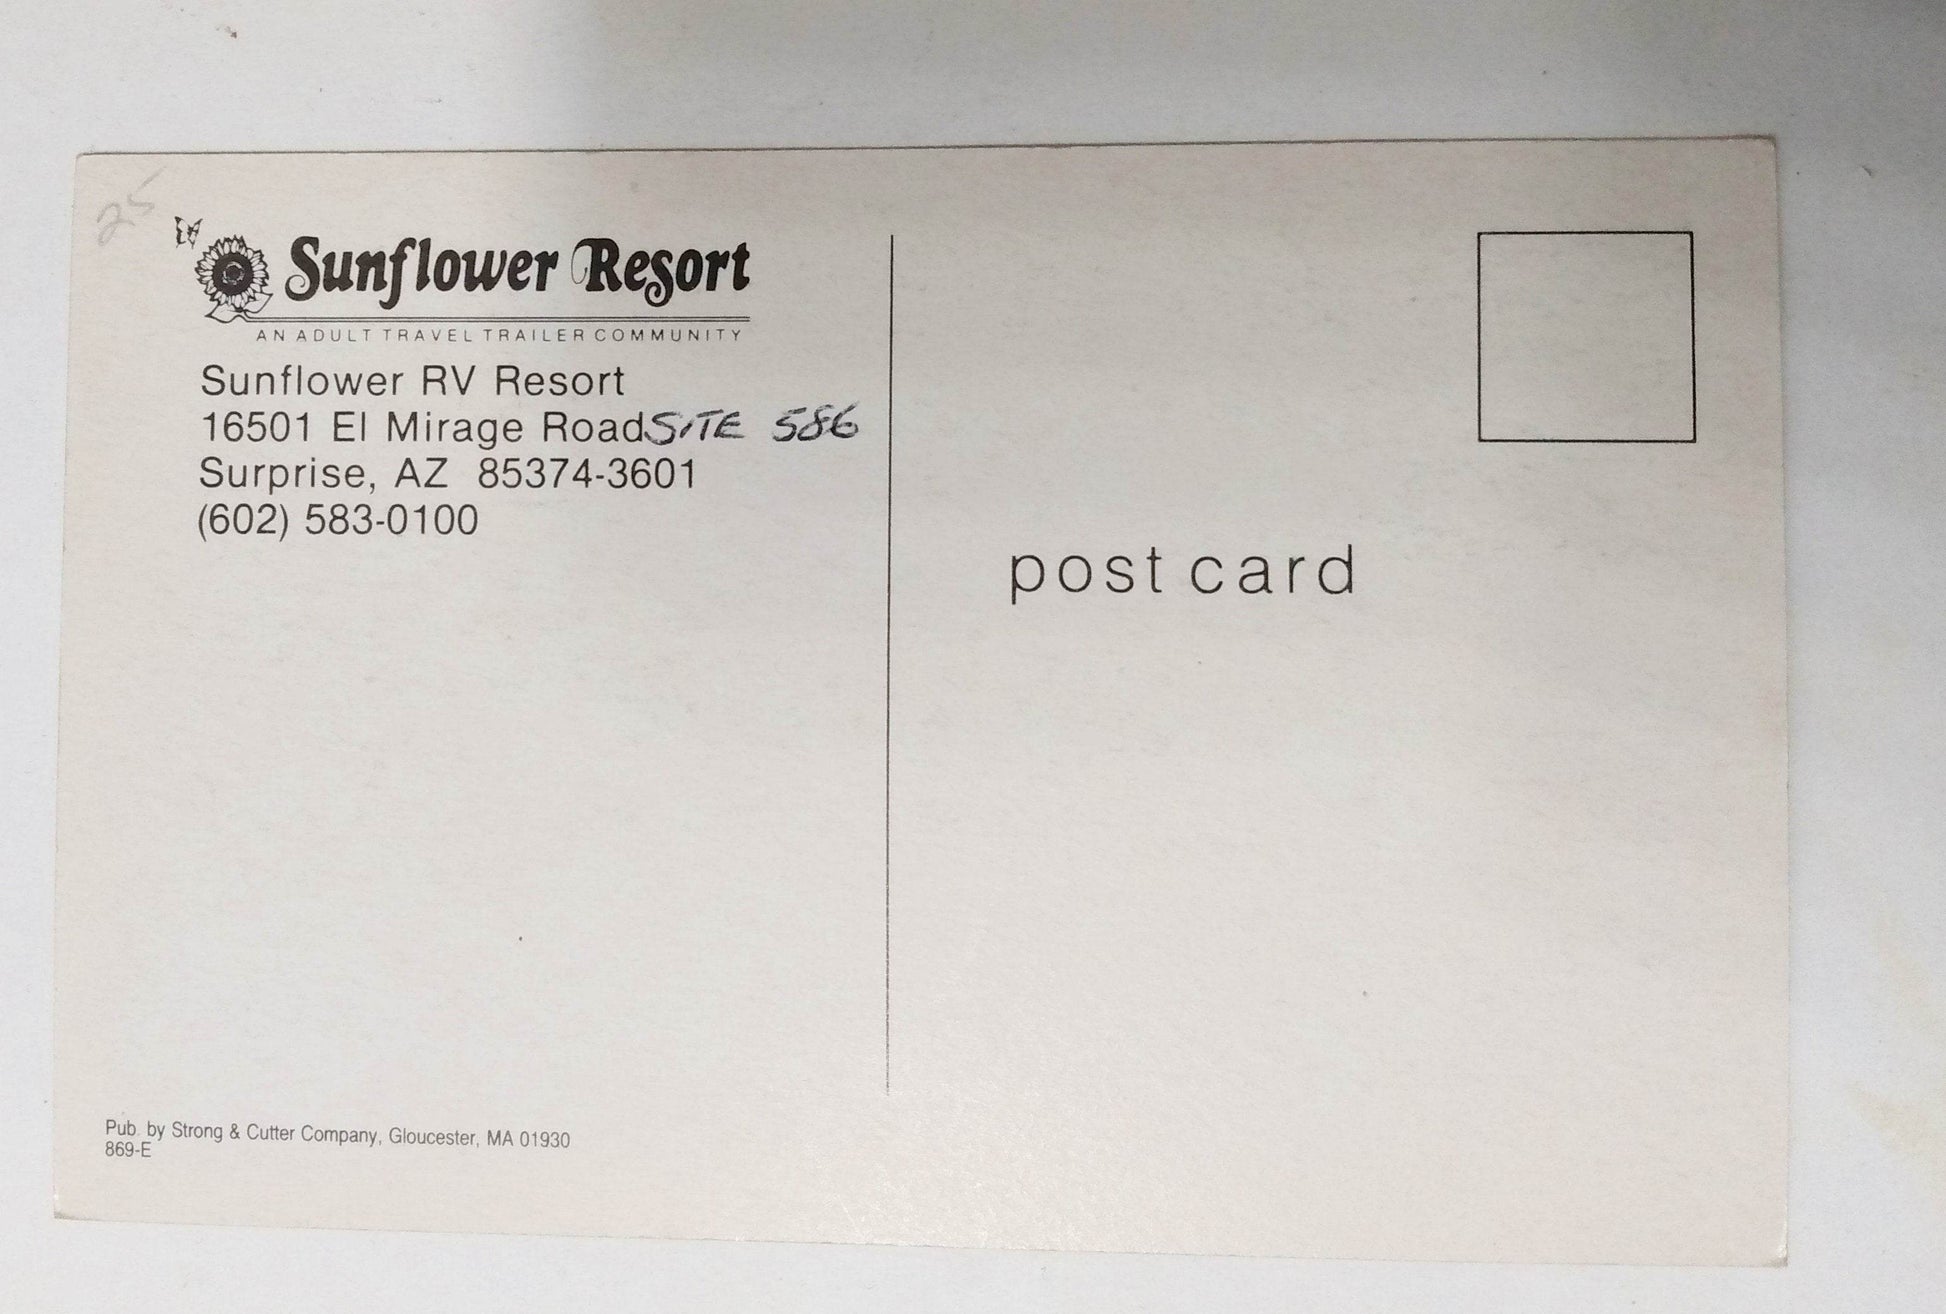 25
Sunflower Resort
AN ADULT TRAVEL TRAILER COMMUNITY
Sunflower RV Resort
16501 El Mirage Road SITE 586
Surprise, AZ 85374-3601
(602) 583-0100
post card
Pub. by Strong & Cutter Company, Gloucester, MA 01930
869-E